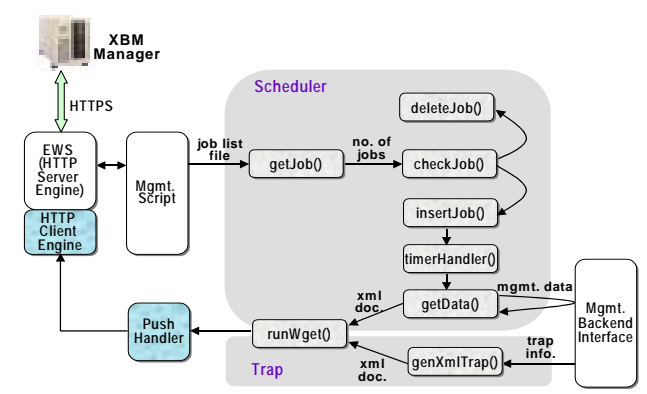 XBM
Manager
HTTPS
EWS
(HTTP
Server
Engine)
HTTP
Client
Engine
Mgmt.
Script
job list
file
Scheduler
getJob()
no. of
jobs
deleteJob()
checkJob()
insertJob()
timerHandler()
getData()
mgmt. data
xml
doc.
Mgmt.
Backend
Interface
Push
Handler
runWget()
Trap
xml
doc.
genXmlTrap()
trap
info.